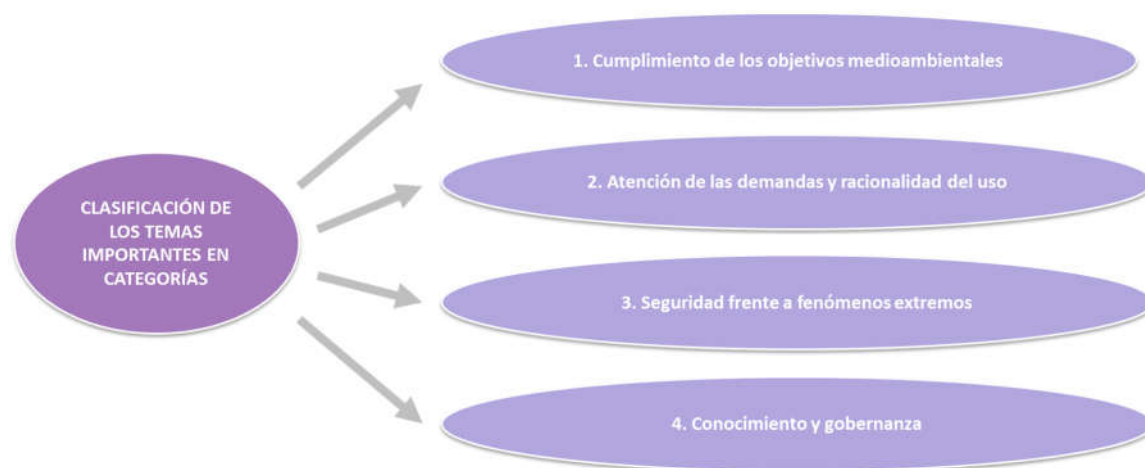 CLASIFICACIÓN DE
LOS TEMAS
IMPORTANTES EN
CATEGORÍAS
1. Cumplimiento de los objetivos medioambientales
2. Atención de las demandas y racionalidad del uso
3. Seguridad frente a fenómenos extremos
4. Conocimiento y gobernanza